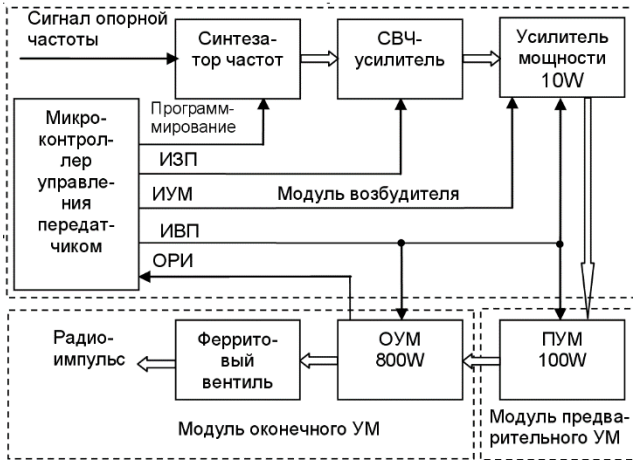 Сигнал опорной
частоты
Синтеза-
тор частот
СВЧ-
усилитель
Усилитель
мощности
10W
Микро-
контрол-
лер
управле-
ния
передат-
чиком
Програм-
мирование
ИЗП
ИУМ
Модуль возбудителя
ИВП
ОРИ
Радио-
импульс
Феррито-
вый
вентиль
ОУМ
800W
ПУМ
100W
Модуль оконечного УМ
Модуль предва-
рительного УМ